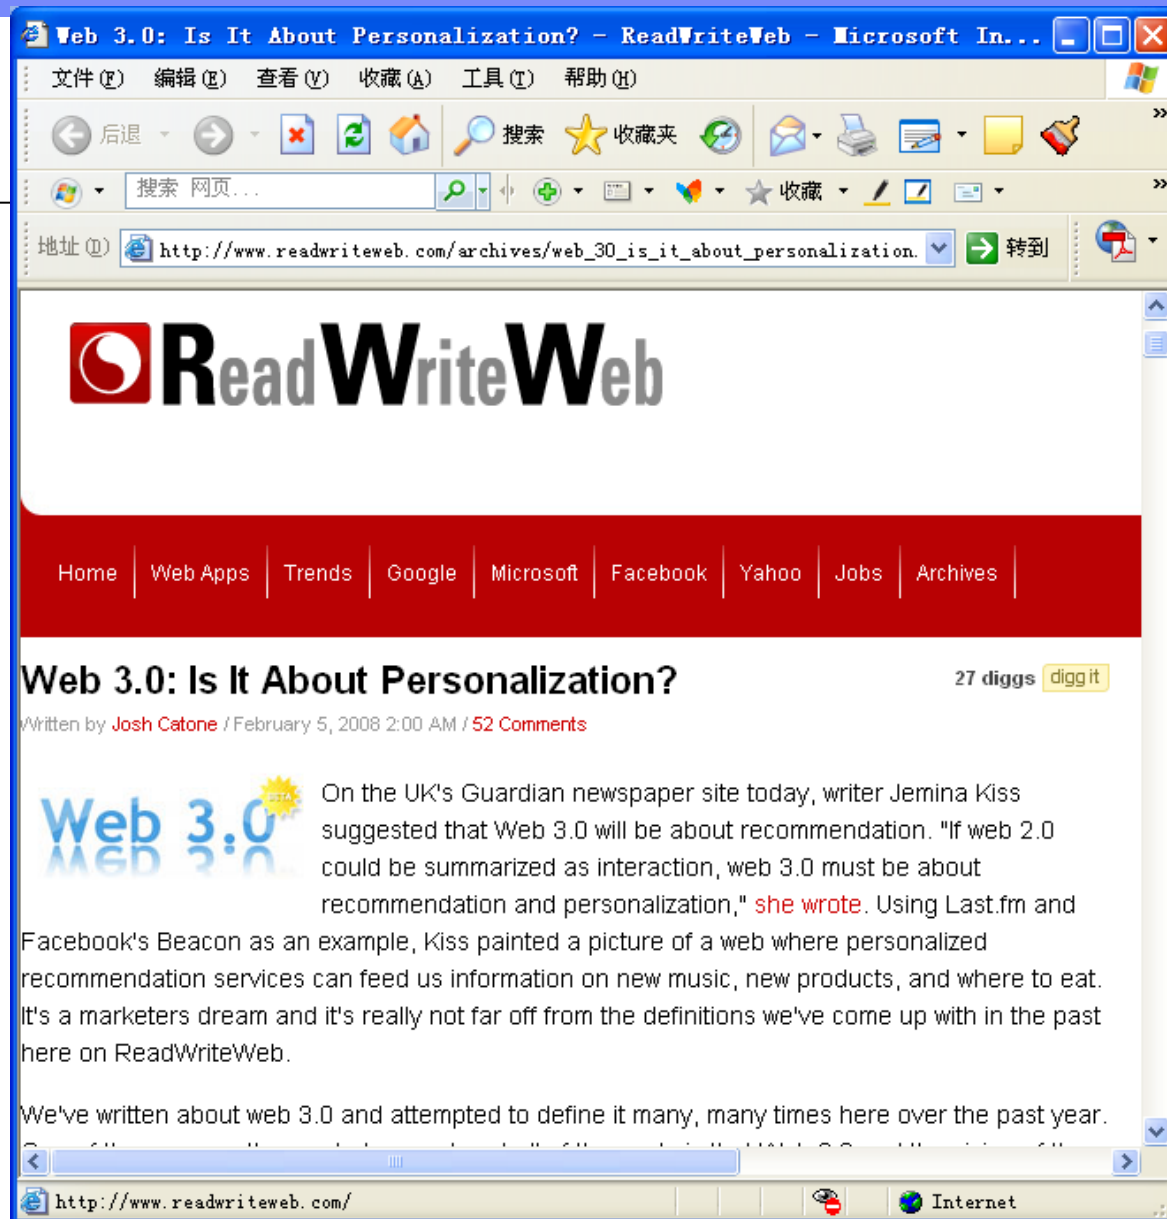 Web 3.0: Is It About Personalization? - ReadWriteWeb - Microsoft In...
文件(F) 编辑(E) 查看(V) 收藏(A) 工具(T) 帮助(H)
后退 搜索 收藏夹 »
搜索 网页... 收藏 »
地址(D) http://www.readwriteweb.com/archives/web_30_is_it_about_personalization. 转到
ReadWriteWeb
Home Web Apps Trends Google Microsoft Facebook Yahoo Jobs Archives
Web 3.0: Is It About Personalization? 27 diggs digg it
Written by Josh Catone / February 5, 2008 2:00 AM / 52 Comments
Web 3.0 BETA
On the UK's Guardian newspaper site today, writer Jemina Kiss
suggested that Web 3.0 will be about recommendation. "If web 2.0
could be summarized as interaction, web 3.0 must be about
recommendation and personalization," she wrote. Using Last.fm and
Facebook's Beacon as an example, Kiss painted a picture of a web where personalized
recommendation services can feed us information on new music, new products, and where to eat.
It's a marketers dream and it's really not far off from the definitions we've come up with in the past
here on ReadWriteWeb.
We've written about web 3.0 and attempted to define it many, many times here over the past year.
http://www.readwriteweb.com/ Internet